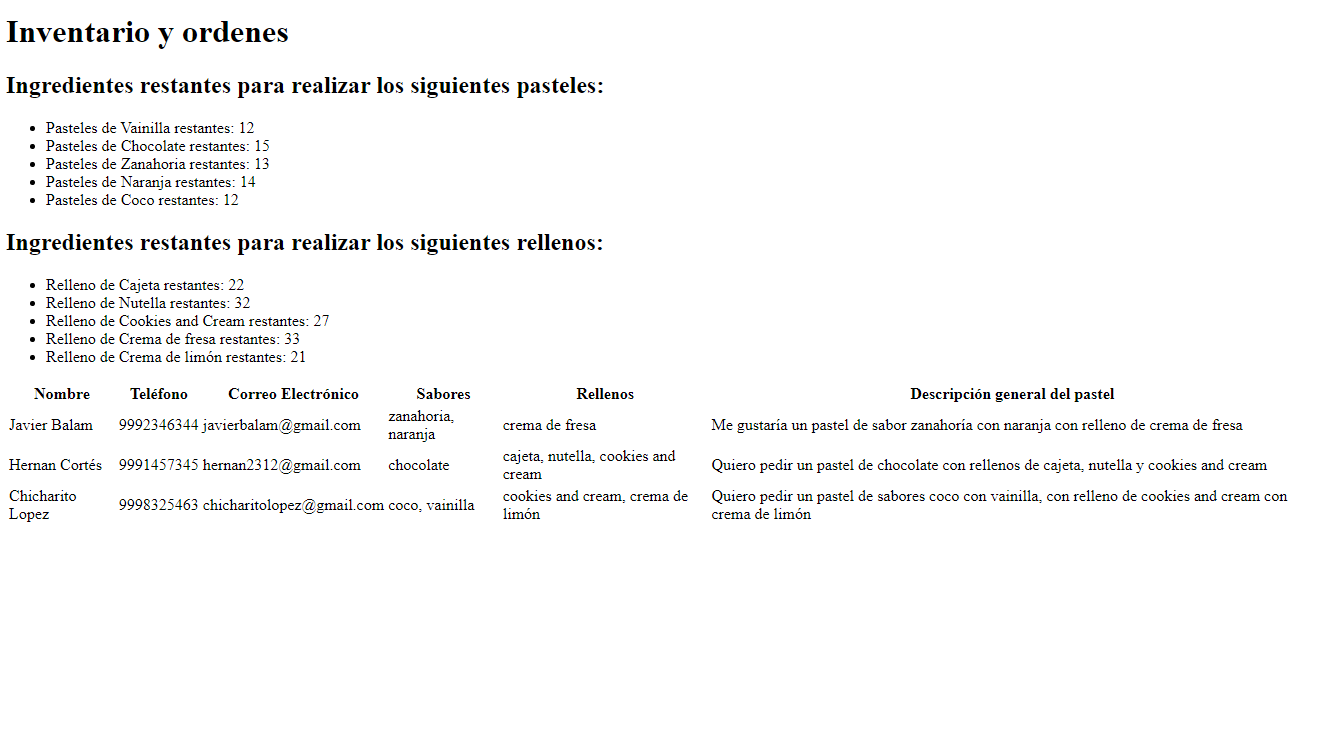 Inventario y ordenes
Ingredientes restantes para realizar los siguientes pasteles:
Pasteles de Vainilla restantes: 12
Pasteles de Chocolate restantes: 15
Pasteles de Zanahoria restantes: 13
Pasteles de Naranja restantes: 14
Pasteles de Coco restantes: 12
Ingredientes restantes para realizar los siguientes rellenos:
Relleno de Cajeta restantes: 22
Relleno de Nutella restantes: 32
Relleno de Cookies and Cream restantes: 27
Relleno de Crema de fresa restantes: 33
Relleno de Crema de limón restantes: 21
Nombre Teléfono Correo Electrónico Sabores Rellenos Descripción general del pastel
Javier Balam 9992346344 javierbalam@gmail.com zanahoria, naranja crema de fresa Me gustaría un pastel de sabor zanahoría con naranja con relleno de crema de fresa
Hernan Cortés 9991457345 hernan2312@gmail.com chocolate cajeta, nutella, cookies and cream Quiero pedir un pastel de chocolate con rellenos de cajeta, nutella y cookies and cream
Chicharito Lopez 9998325463 chicharitolopez@gmail.com coco, vainilla cookies and cream, crema de limón Quiero pedir un pastel de sabores coco con vainilla, con relleno de cookies and cream con crema de limón